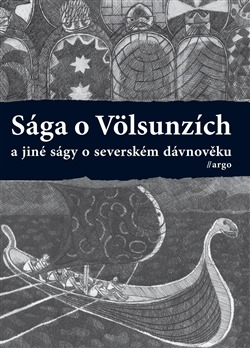 Sága o Völsunzích
a jiné ságy o severském dávnověku
//argo